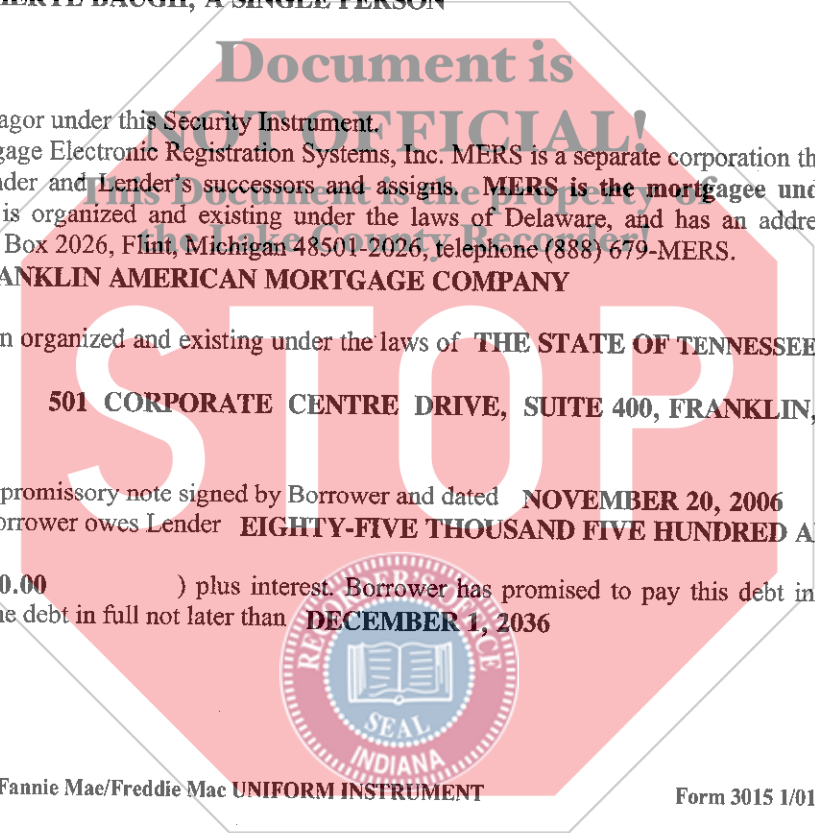 BAUGH, A SINGLE PERSON
Document is
agor under this Security Instrument.
NOT OFFICIAL!
gage Electronic Registration Systems, Inc. MERS is a separate corporation th
nder and Lender's successors and assigns. MERS is the mortgagee und
This Document is the property of
is organized and existing under the laws of Delaware, and has an addre
the Lake County Recorder!
Box 2026, Flint, Michigan 48501-2026, telephone (888) 679-MERS.
ANKLIN AMERICAN MORTGAGE COMPANY
STOP
n organized and existing under the laws of THE STATE OF TENNESSEE
501 CORPORATE CENTRE DRIVE, SUITE 400, FRANKLIN,
promissory note signed by Borrower and dated NOVEMBER 20, 2006
orrower owes Lender EIGHTY-FIVE THOUSAND FIVE HUNDRED A
0.00 ) plus interest. Borrower has promised to pay this debt in
ne debt in full not later than DECEMBER 1, 2036
RECORDER'S OFFICE
SEAL
INDIANA
Fannie Mae/Freddie Mac UNIFORM INSTRUMENT
Form 3015 1/01